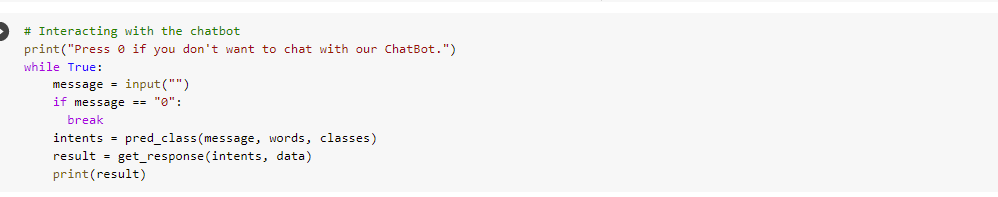 # Interacting with the chatbot
print("Press 0 if you don't want to chat with our ChatBot.")
while True:
    message = input("")
    if message == "0":
      break
    intents = pred_class(message, words, classes)
    result = get_response(intents, data)
    print(result)